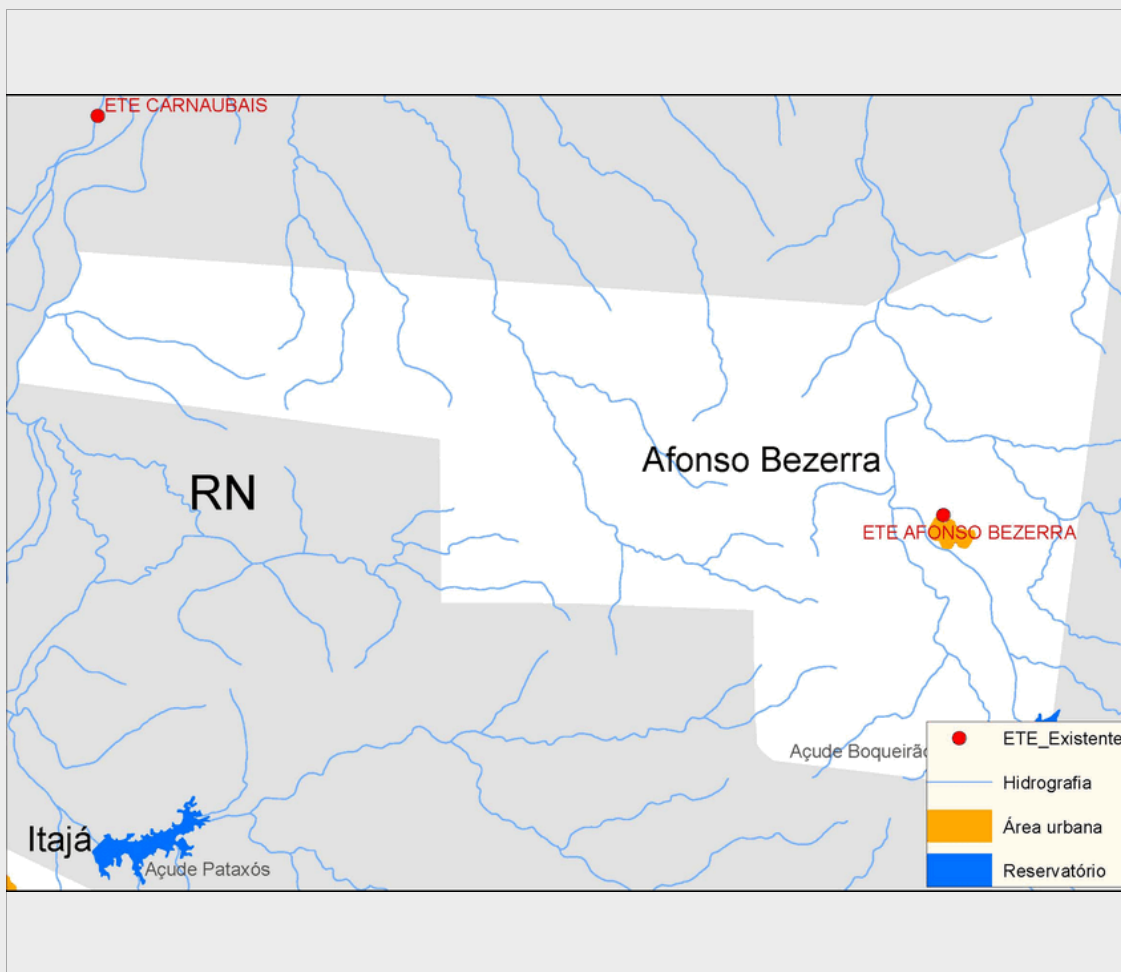 ETE CARNAUBAIS
Afonso Bezerra
RN
ETE AFONSO BEZERRA
Açude Boqueirão
ETE_Existente
Hidrografia
Área urbana
Reservatório
Itajá
Açude Pataxós